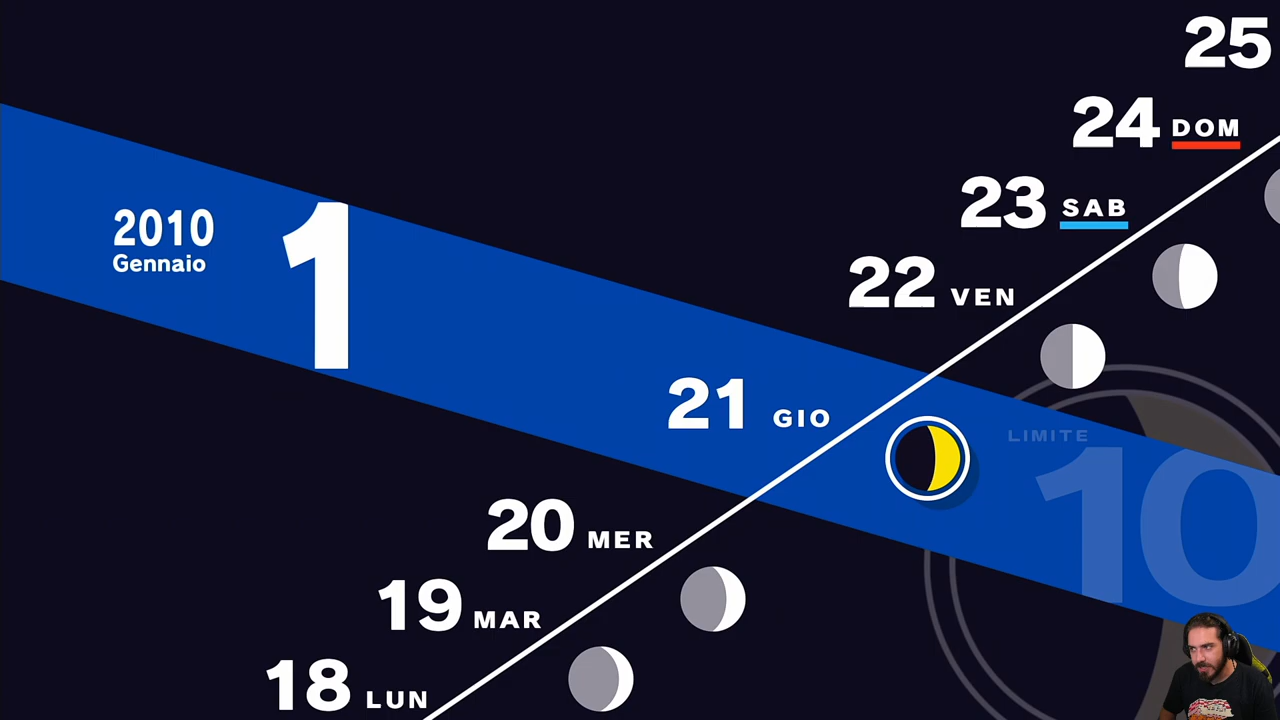 25
24 DOM
23 SAB
2010
Gennaio
1
22 VEN
21 GIO
LIMITE
10
20 MER
19 MAR
18 LUN